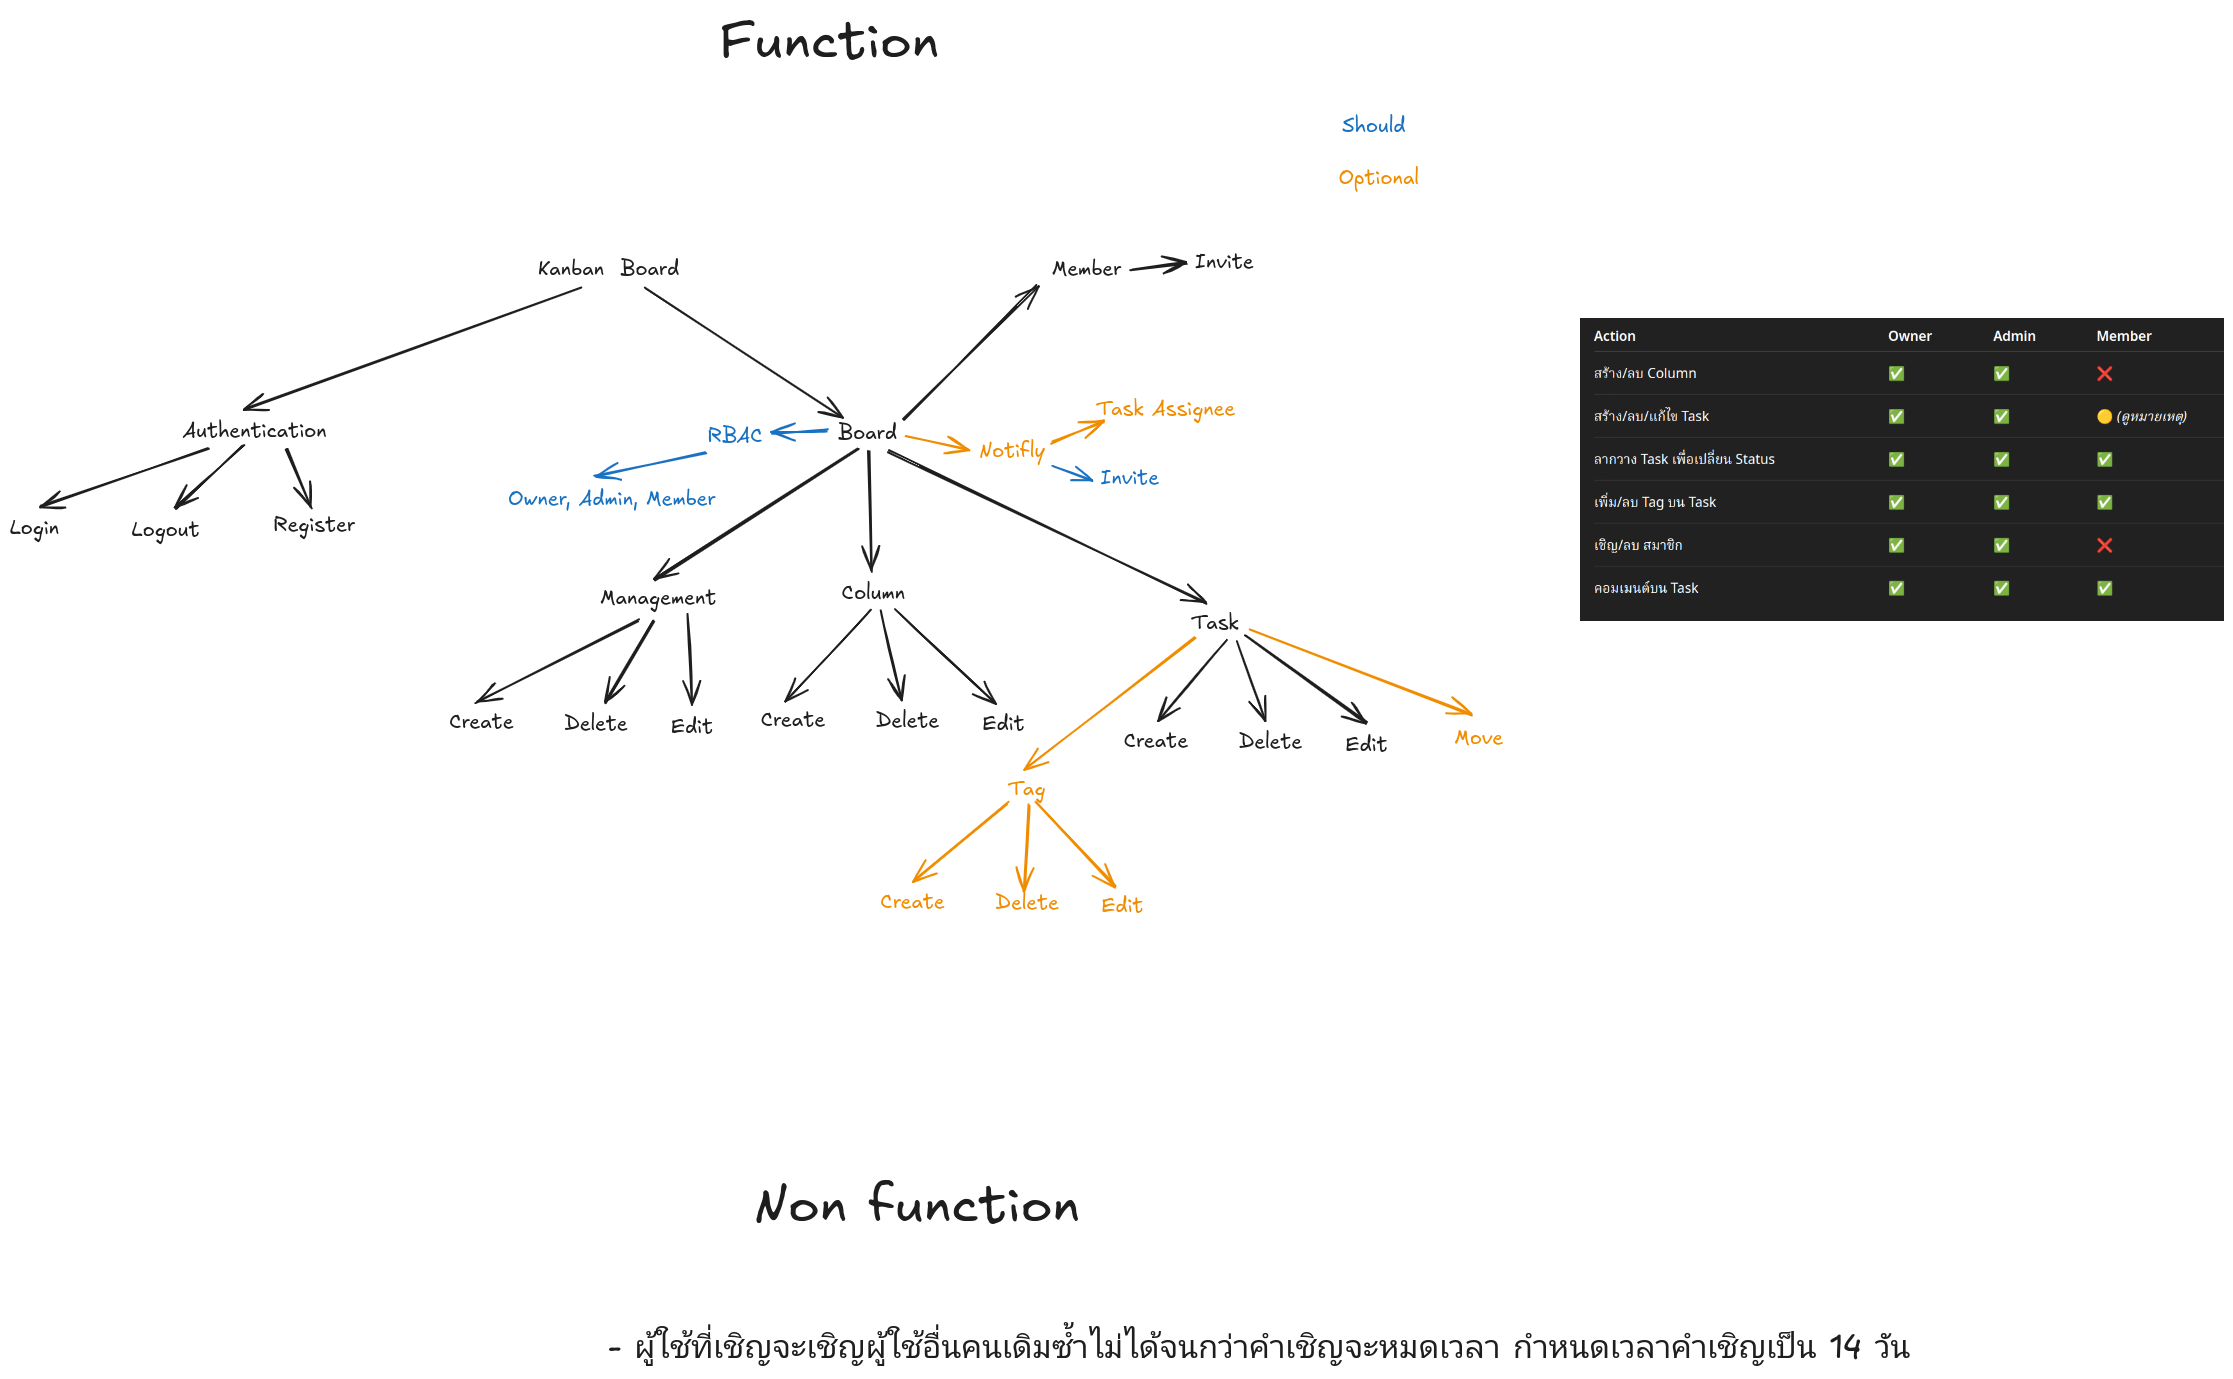 Function
Should
Optional
Kanban Board
Member
Invite
Authentication
Login
Logout
Register
RBAC
Owner, Admin, Member
Board
Notifly
Task Assignee
Invite
Management
Create
Delete
Edit
Column
Create
Delete
Edit
Task
Create
Delete
Edit
Move
Tag
Create
Delete
Edit
Action Owner Admin Member
สร้าง/ลบ Column ✅ ✅ ❌
สร้าง/ลบ/แก้ไข Task ✅ ✅ 🟡 (ดูหมายเหตุ)
ลากวาง Task เพื่อเปลี่ยน Status ✅ ✅ ✅
เพิ่ม/ลบ Tag บน Task ✅ ✅ ✅
เชิญ/ลบ สมาชิก ✅ ✅ ❌
คอมเมนต์บน Task ✅ ✅ ✅
Non function
- ผู้ใช้ที่เชิญจะเชิญผู้ใช้อื่นคนเดิมซ้ำไม่ได้จนกว่าคำเชิญจะหมดเวลา กำหนดเวลาคำเชิญเป็น 14 วัน